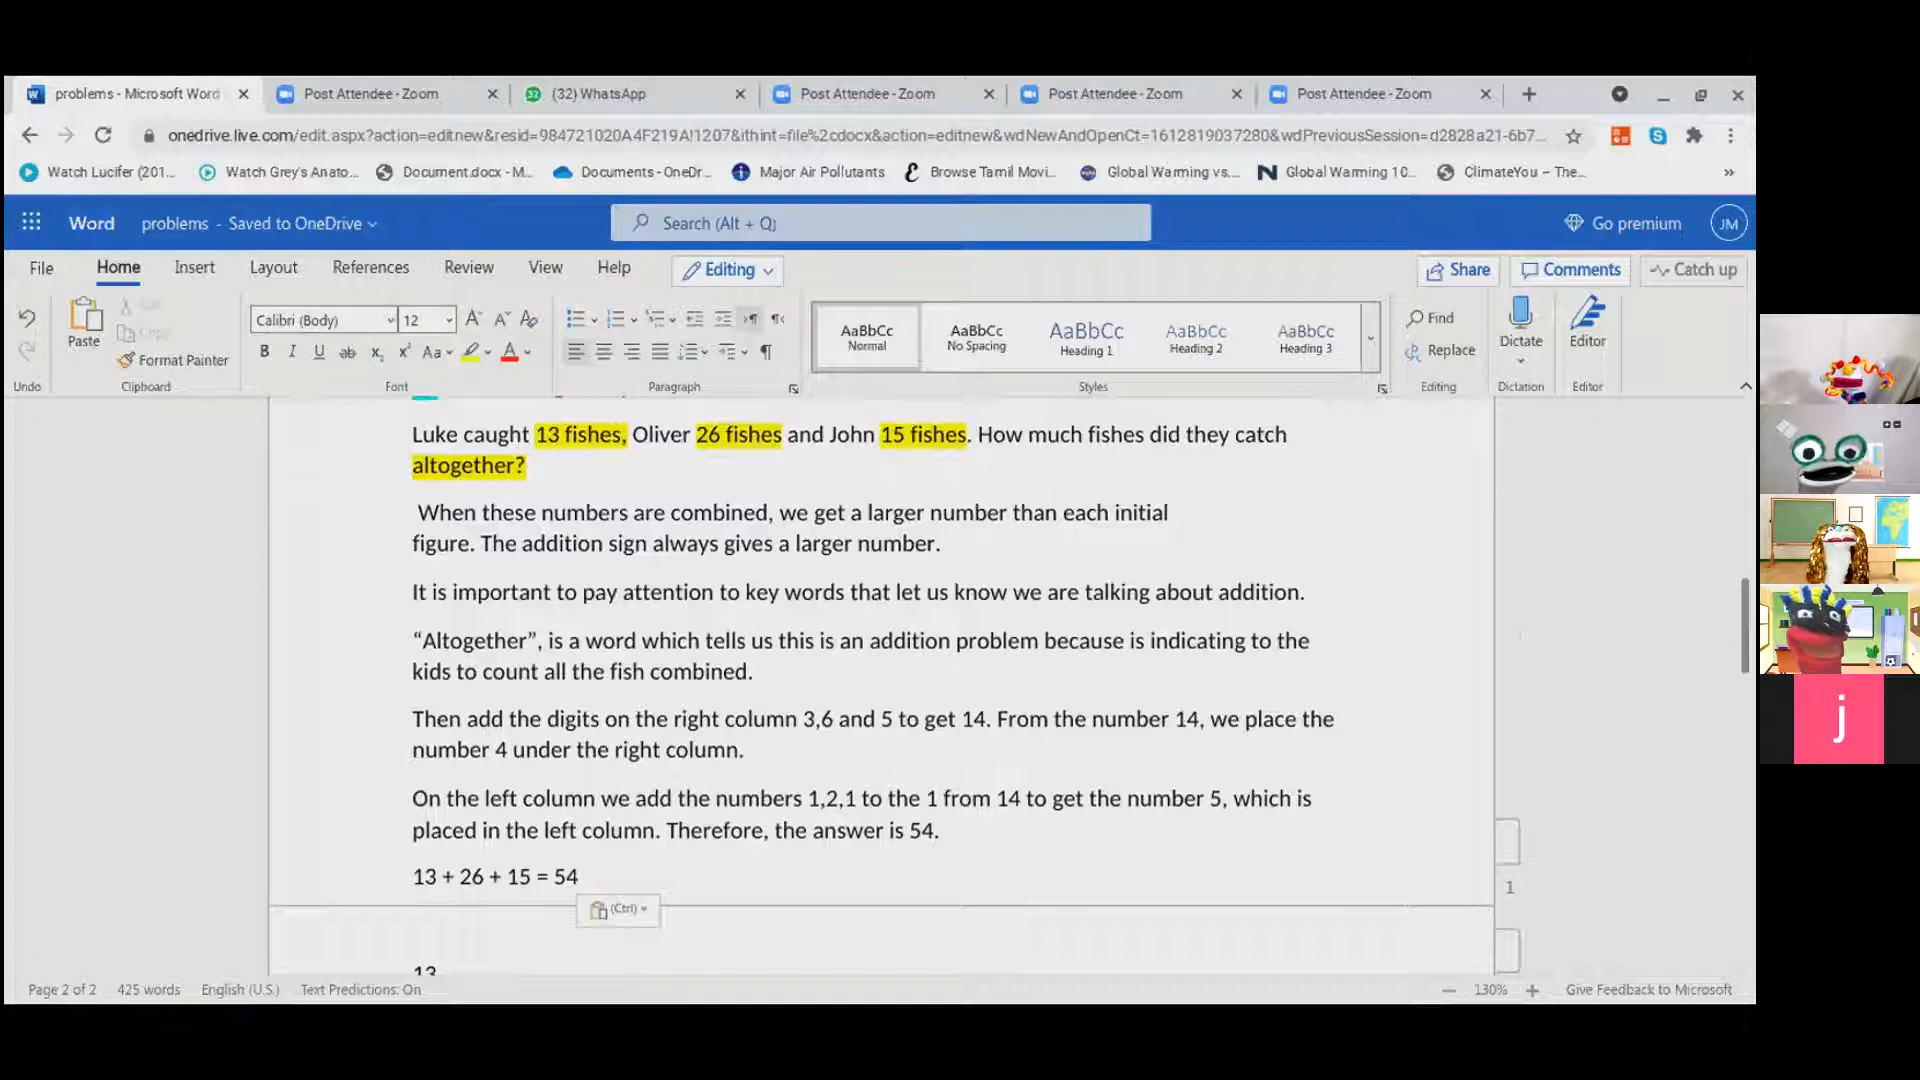 problems - Microsoft Word
Post Attendee - Zoom
(32) WhatsApp
Post Attendee - Zoom
Post Attendee - Zoom
Post Attendee - Zoom
onedrive.live.com/edit.aspx?action=editnew&resid=984721020A4F219A!1207&ithint=file%2cdocx&action=editnew&wdNewAndOpenCt=1612819037280&wdPreviousSession=d2828a21-6b7...
Watch Lucifer (201...
Watch Grey's Anato...
Document.docx - M...
Documents - OneDr...
Major Air Pollutants
Browse Tamil Movi...
Global Warming vs....
Global Warming 10...
ClimateYou – The...
Word problems - Saved to OneDrive
Search (Alt + Q)
Go premium
JM
File Home Insert Layout References Review View Help Editing
Share Comments Catch up
Paste
Cut
Copy
Format Painter
Calibri (Body) 12
AaBbCc AaBbCc AaBbCc AaBbCc AaBbCc
Normal No Spacing Heading 1 Heading 2 Heading 3
Find
Replace
Dictate
Editor
Undo Clipboard Font Paragraph Styles Editing Dictation Editor
Luke caught 13 fishes, Oliver 26 fishes and John 15 fishes. How much fishes did they catch
altogether?
When these numbers are combined, we get a larger number than each initial
figure. The addition sign always gives a larger number.
It is important to pay attention to key words that let us know we are talking about addition.
“Altogether”, is a word which tells us this is an addition problem because is indicating to the
kids to count all the fish combined.
Then add the digits on the right column 3,6 and 5 to get 14. From the number 14, we place the
number 4 under the right column.
On the left column we add the numbers 1,2,1 to the 1 from 14 to get the number 5, which is
placed in the left column. Therefore, the answer is 54.
13 + 26 + 15 = 54
(Ctrl)
1
13
Page 2 of 2 425 words English (U.S.) Text Predictions: On
130%
Give Feedback to Microsoft
j